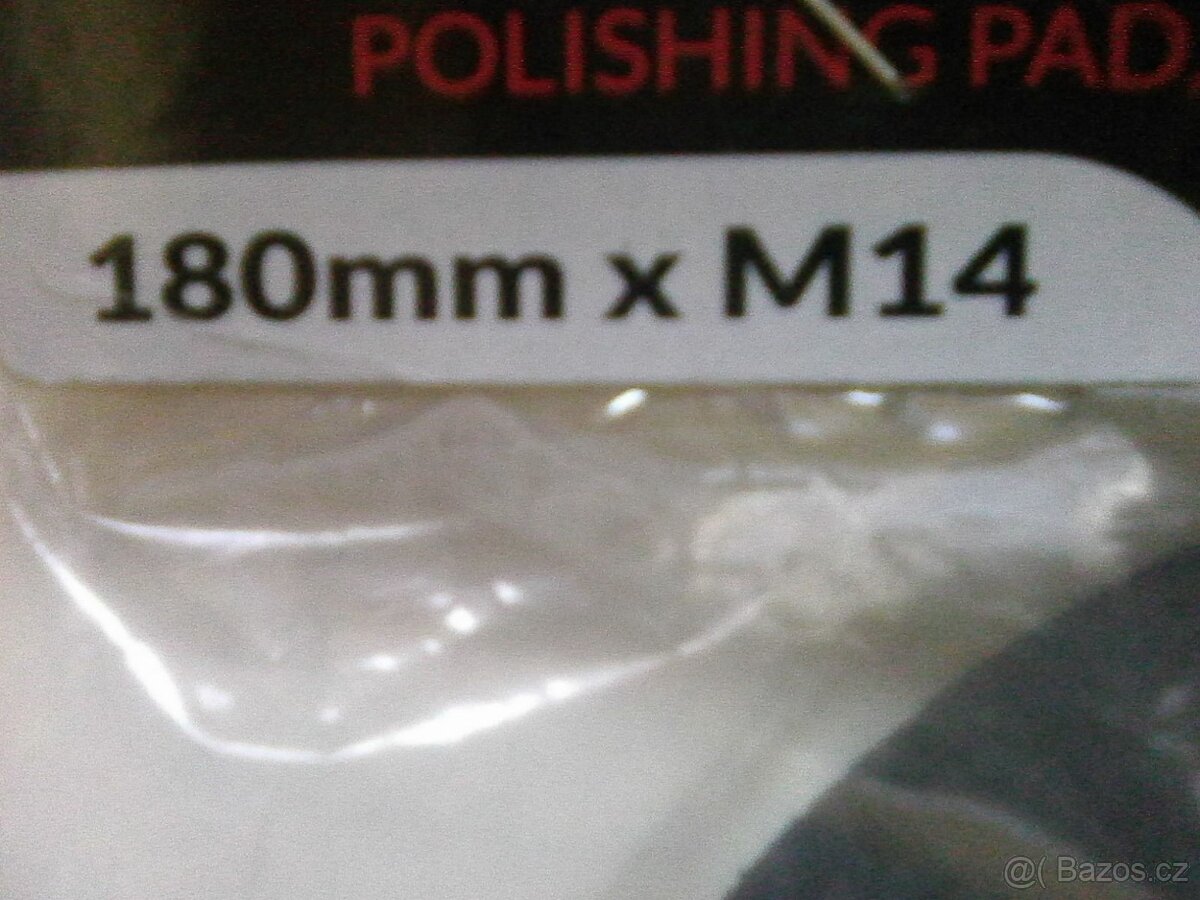 POLISHING PAD,
180mm x M14
@( Bazos.cz